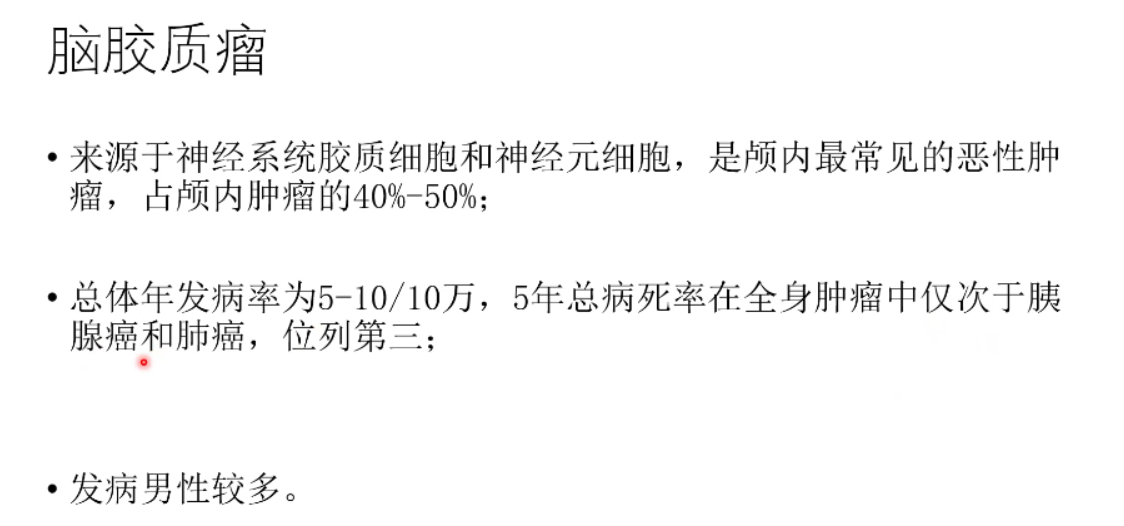 脑胶质瘤
• 来源于神经系统胶质细胞和神经元细胞，是颅内最常见的恶性肿
瘤，占颅内肿瘤的40%-50%；
• 总体年发病率为5-10/10万，5年总病死率在全身肿瘤中仅次于胰
腺癌和肺癌，位列第三；
• 发病男性较多。